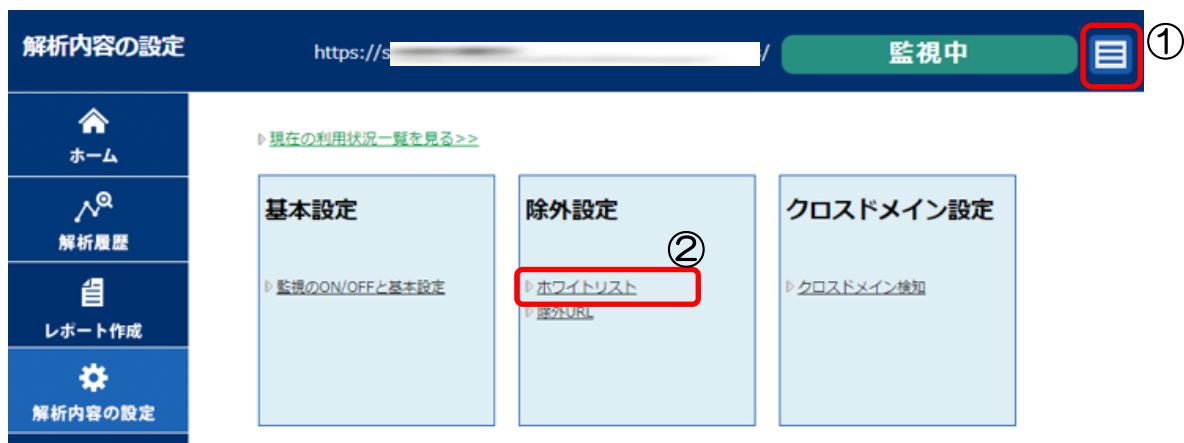 解析内容の設定
https://s
/
監視中
①
ホーム
解析履歴
レポート作成
解析内容の設定
現在の利用状況一覧を見る>>
基本設定
監視のON/OFFと基本設定
除外設定
②
ホワイトリスト
除外URL
クロスドメイン設定
クロスドメイン検知